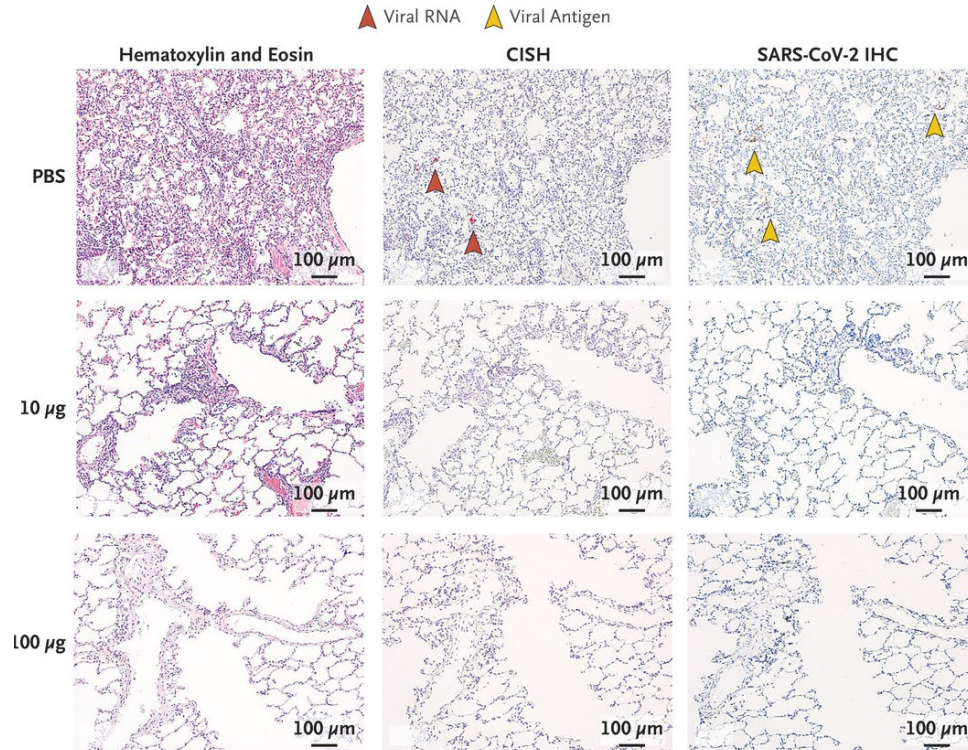 Viral RNA Viral Antigen
Hematoxylin and Eosin CISH SARS-CoV-2 IHC
PBS
100 µm 100 µm 100 µm
10 µg
100 µm 100 µm 100 µm
100 µg
100 µm 100 µm 100 µm